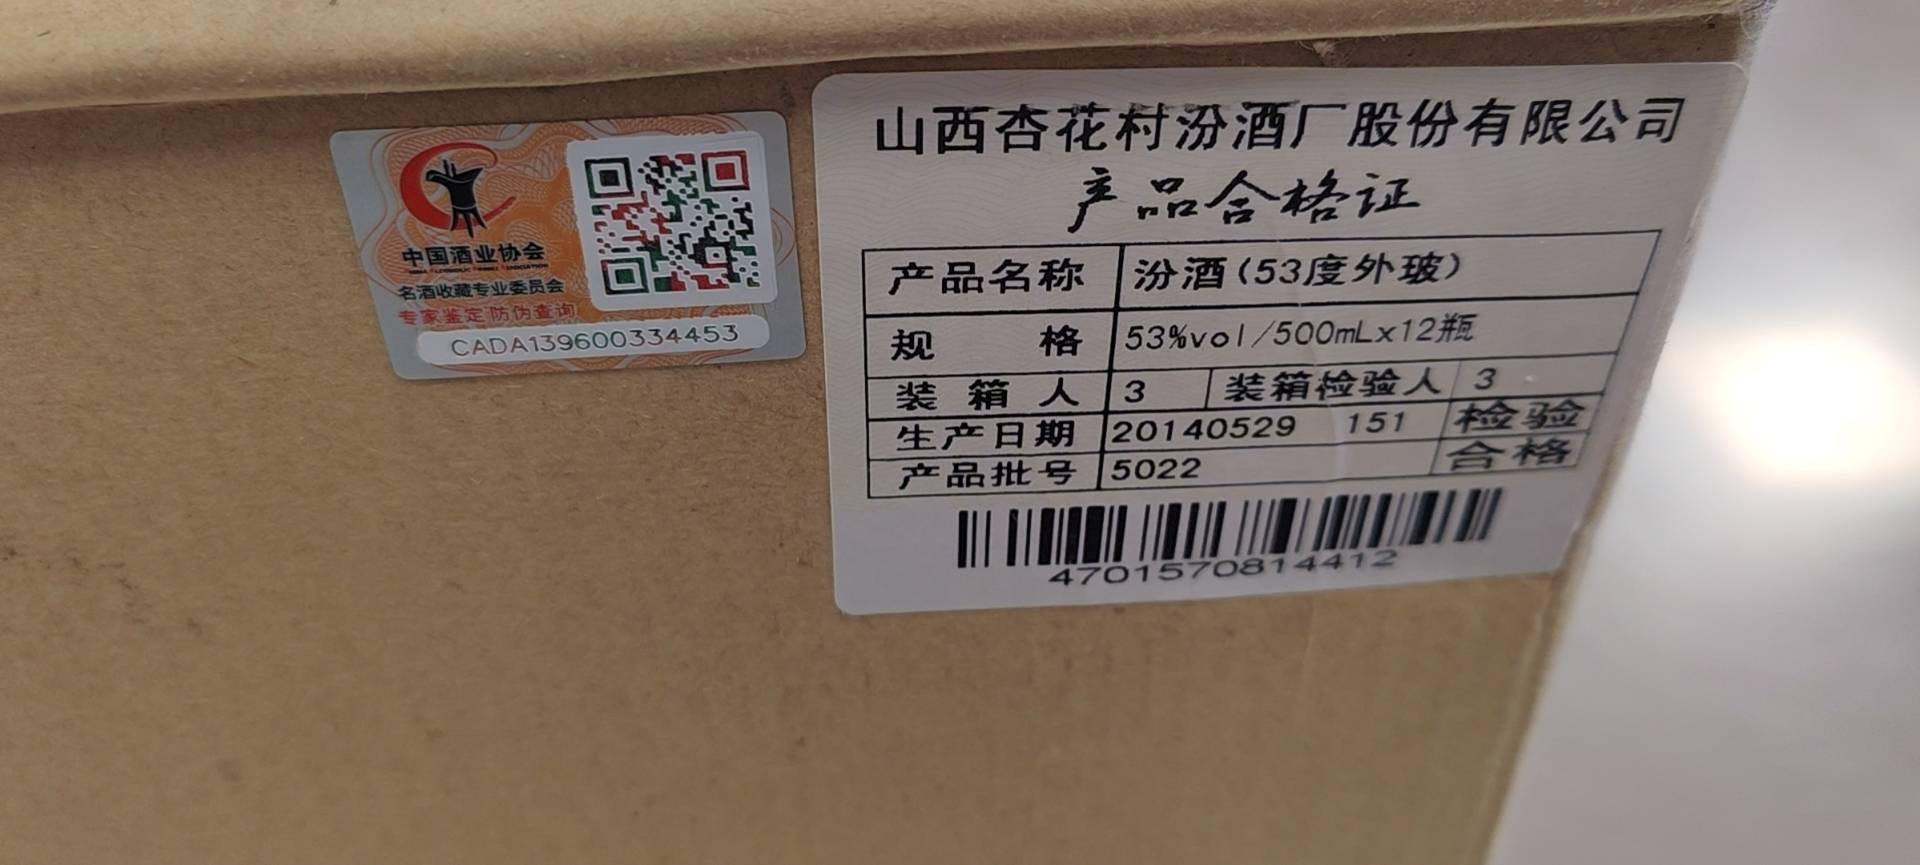 中国酒业协会
名酒收藏专业委员会
专家鉴定 防伪查询
CADA139600334453
山西杏花村汾酒厂股份有限公司
产品合格证
产品名称 汾酒(53度外玻)
规 格 53%vol/500mLx12瓶
装箱人 3 装箱检验人 3
生产日期 20140529 151 检验
产品批号 5022 合格
4701570814412